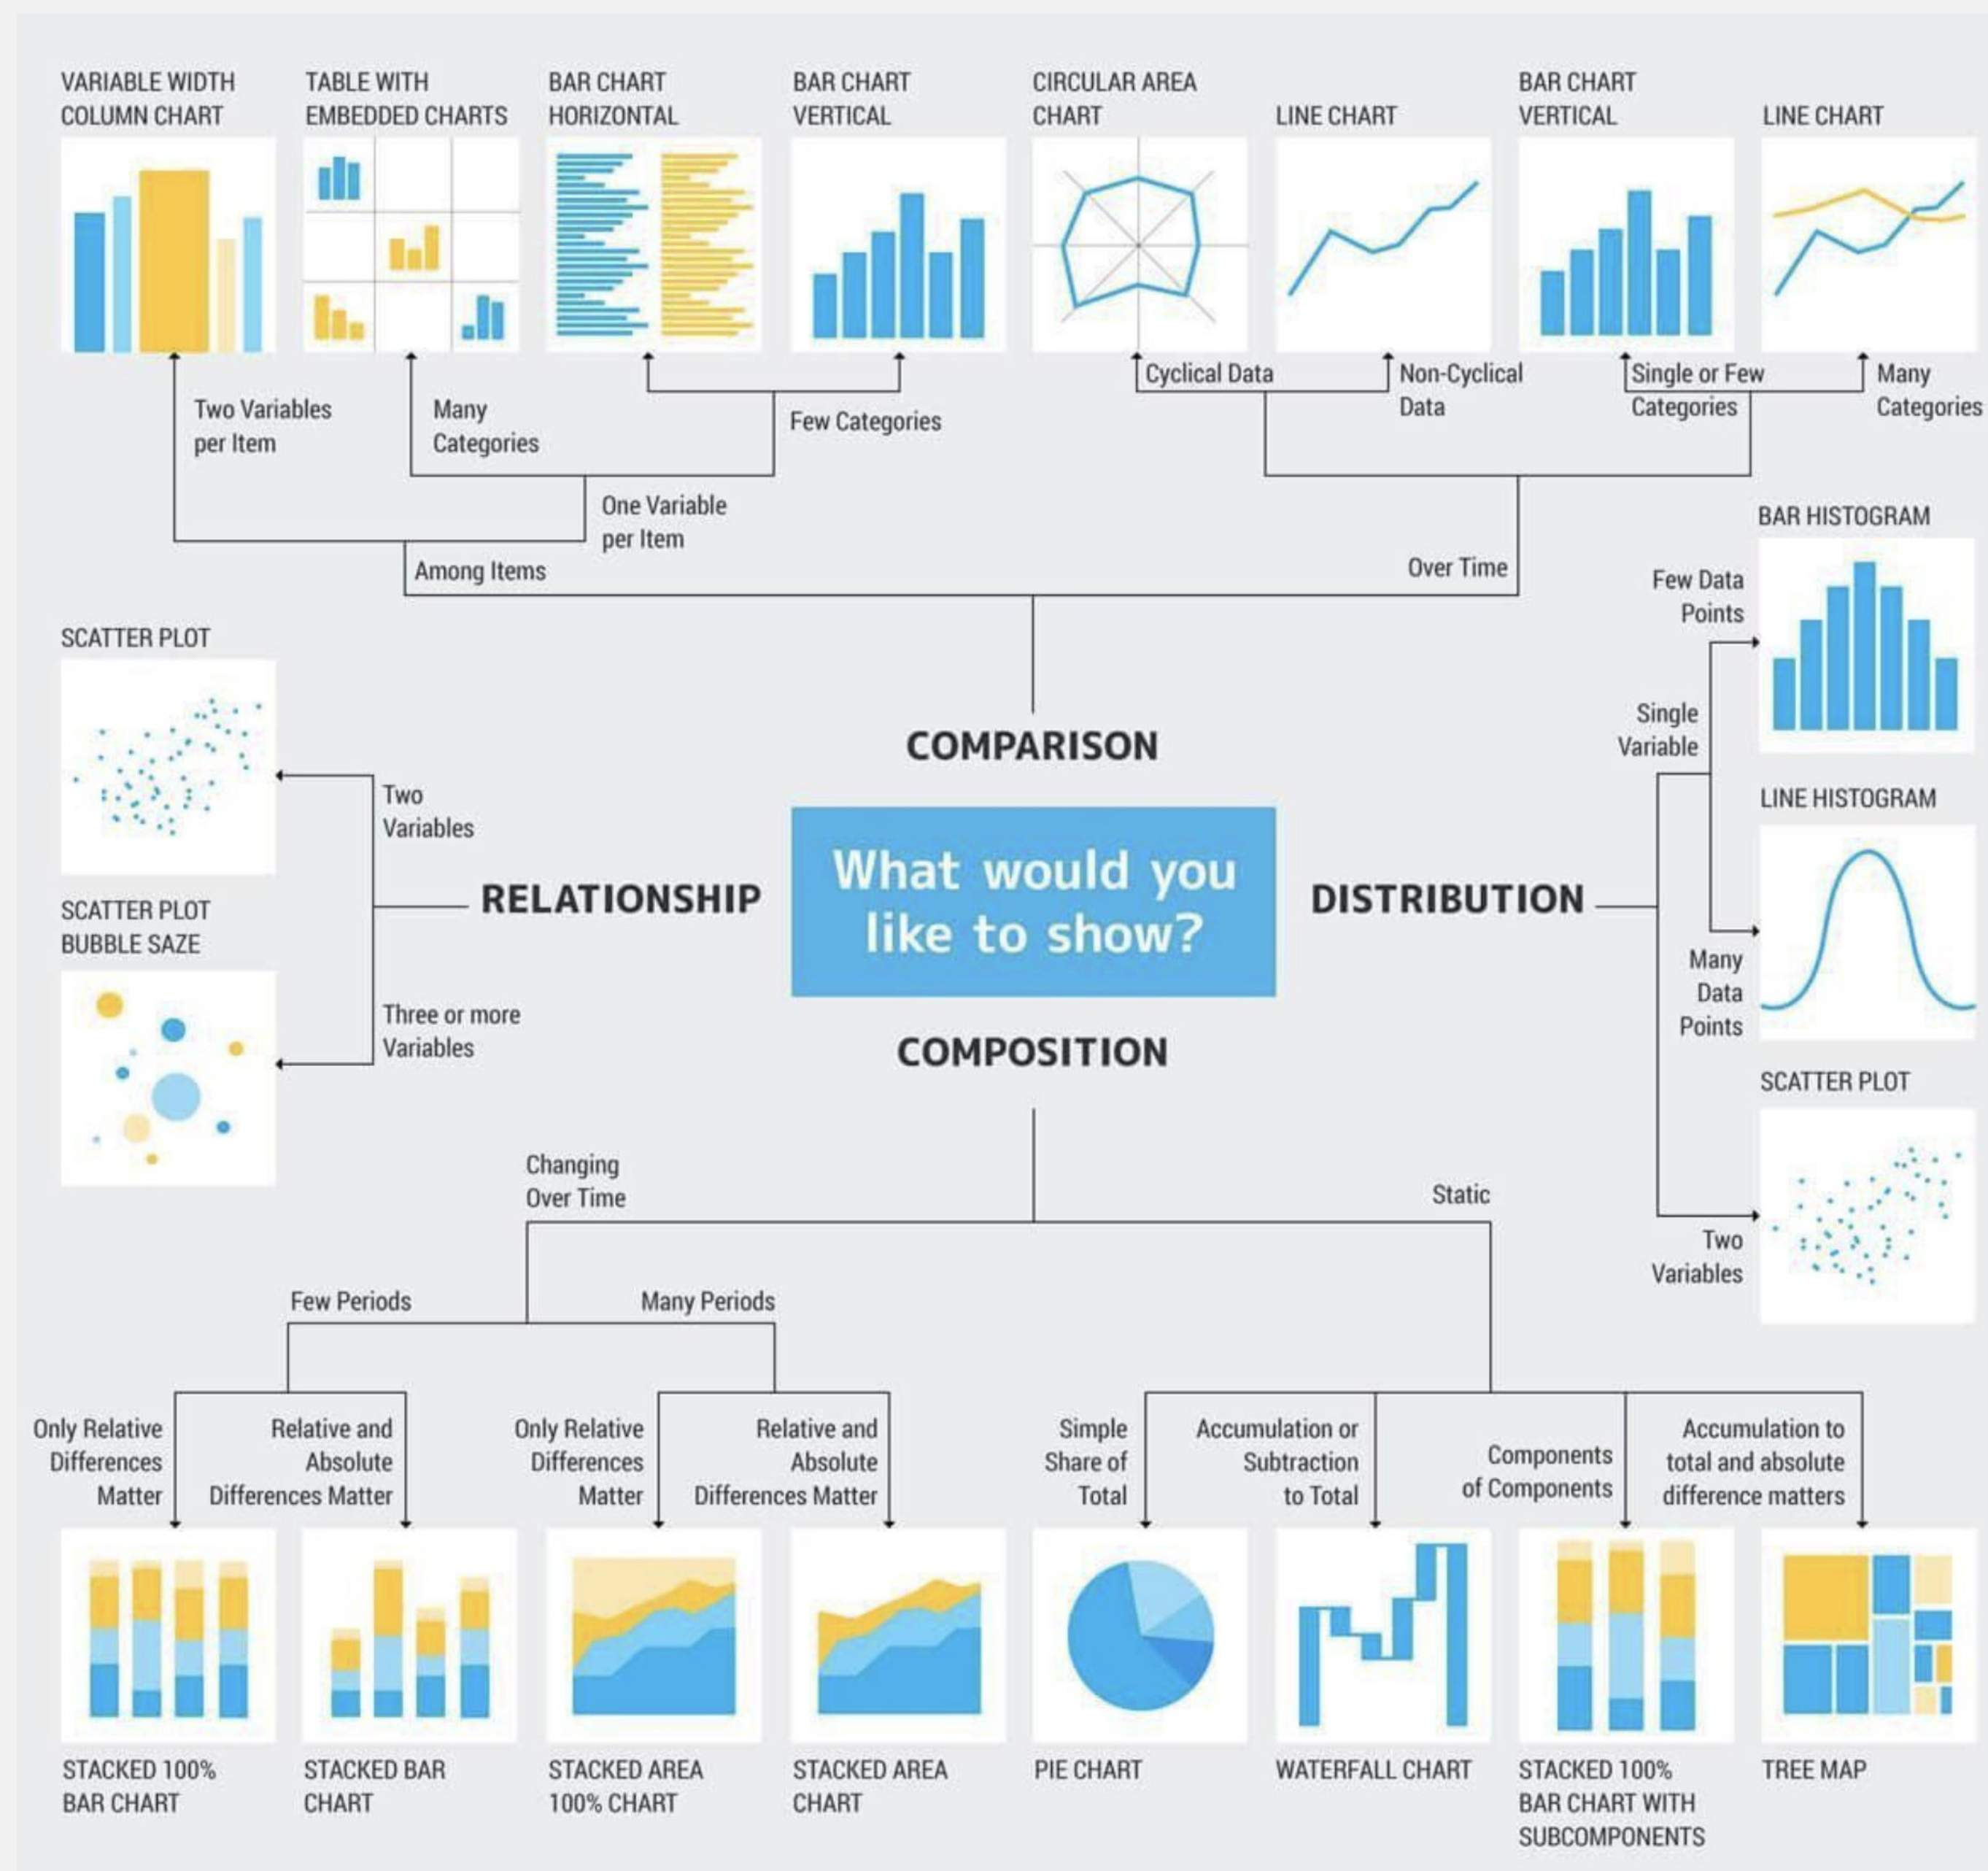 VARIABLE WIDTH
COLUMN CHART
TABLE WITH
EMBEDDED CHARTS
BAR CHART
HORIZONTAL
BAR CHART
VERTICAL
CIRCULAR AREA
CHART
LINE CHART
BAR CHART
VERTICAL
LINE CHART
Two Variables
per Item
Many
Categories
Few Categories
Cyclical Data
Non-Cyclical
Data
Single or Few
Categories
Many
Categories
One Variable
per Item
Among Items
Over Time
BAR HISTOGRAM
Few Data
Points
Single
Variable
LINE HISTOGRAM
Many
Data
Points
SCATTER PLOT
Two
Variables
SCATTER PLOT
Two
Variables
SCATTER PLOT
BUBBLE SAZE
Three or more
Variables
COMPARISON
RELATIONSHIP
What would you
like to show?
DISTRIBUTION
COMPOSITION
Changing
Over Time
Static
Few Periods
Many Periods
Only Relative
Differences
Matter
Relative and
Absolute
Differences Matter
Only Relative
Differences
Matter
Relative and
Absolute
Differences Matter
Simple
Share of
Total
Accumulation or
Subtraction
to Total
Components
of Components
Accumulation to
total and absolute
difference matters
STACKED 100%
BAR CHART
STACKED BAR
CHART
STACKED AREA
100% CHART
STACKED AREA
CHART
PIE CHART
WATERFALL CHART
STACKED 100%
BAR CHART WITH
SUBCOMPONENTS
TREE MAP